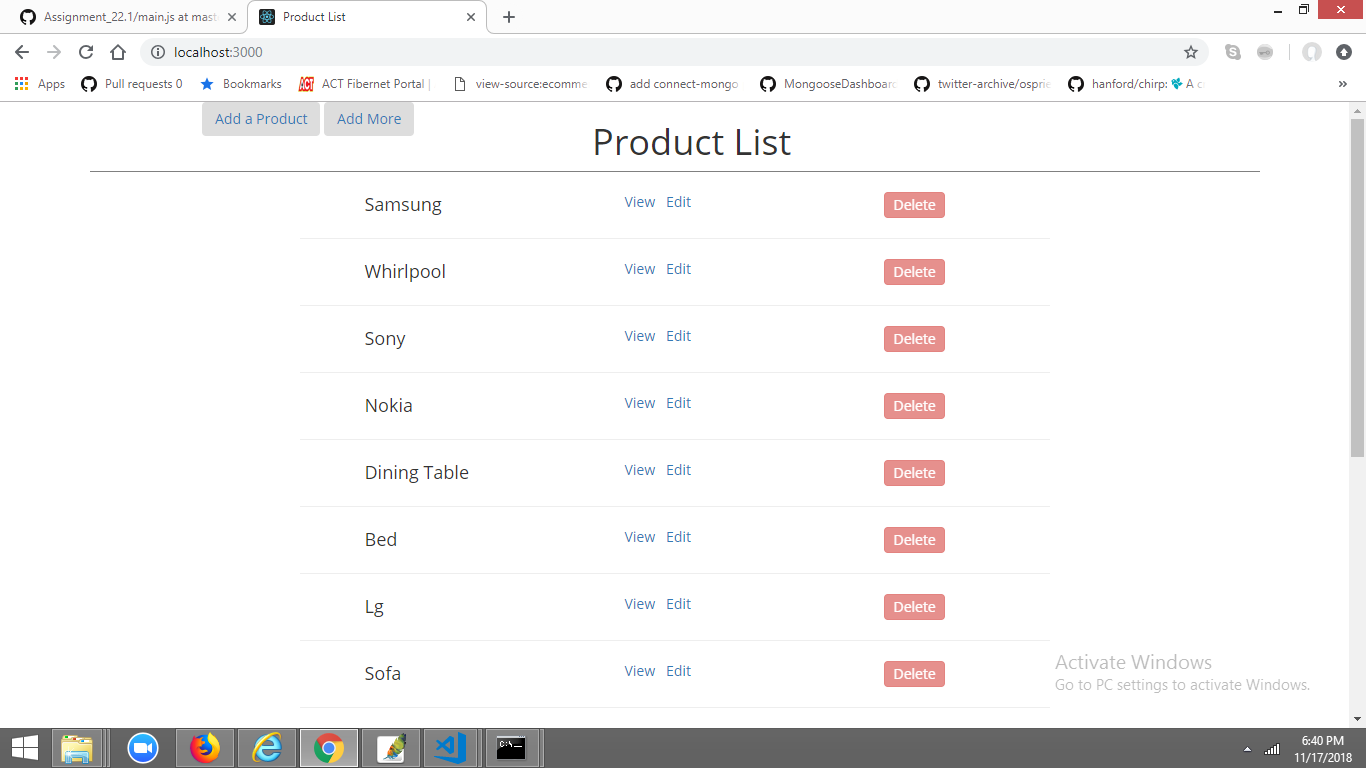 Assignment_22.1/main.js at mast
Product List
localhost:3000
Apps
Pull requests 0
Bookmarks
ACT Fibernet Portal |
view-source:ecomme
add connect-mongo
MongooseDashboard
twitter-archive/osprie
hanford/chirp: A c
Add a Product
Add More
Product List
Samsung View Edit Delete
Whirlpool View Edit Delete
Sony View Edit Delete
Nokia View Edit Delete
Dining Table View Edit Delete
Bed View Edit Delete
Lg View Edit Delete
Sofa View Edit Delete
Activate Windows
Go to PC settings to activate Windows.
6:40 PM
11/17/2018